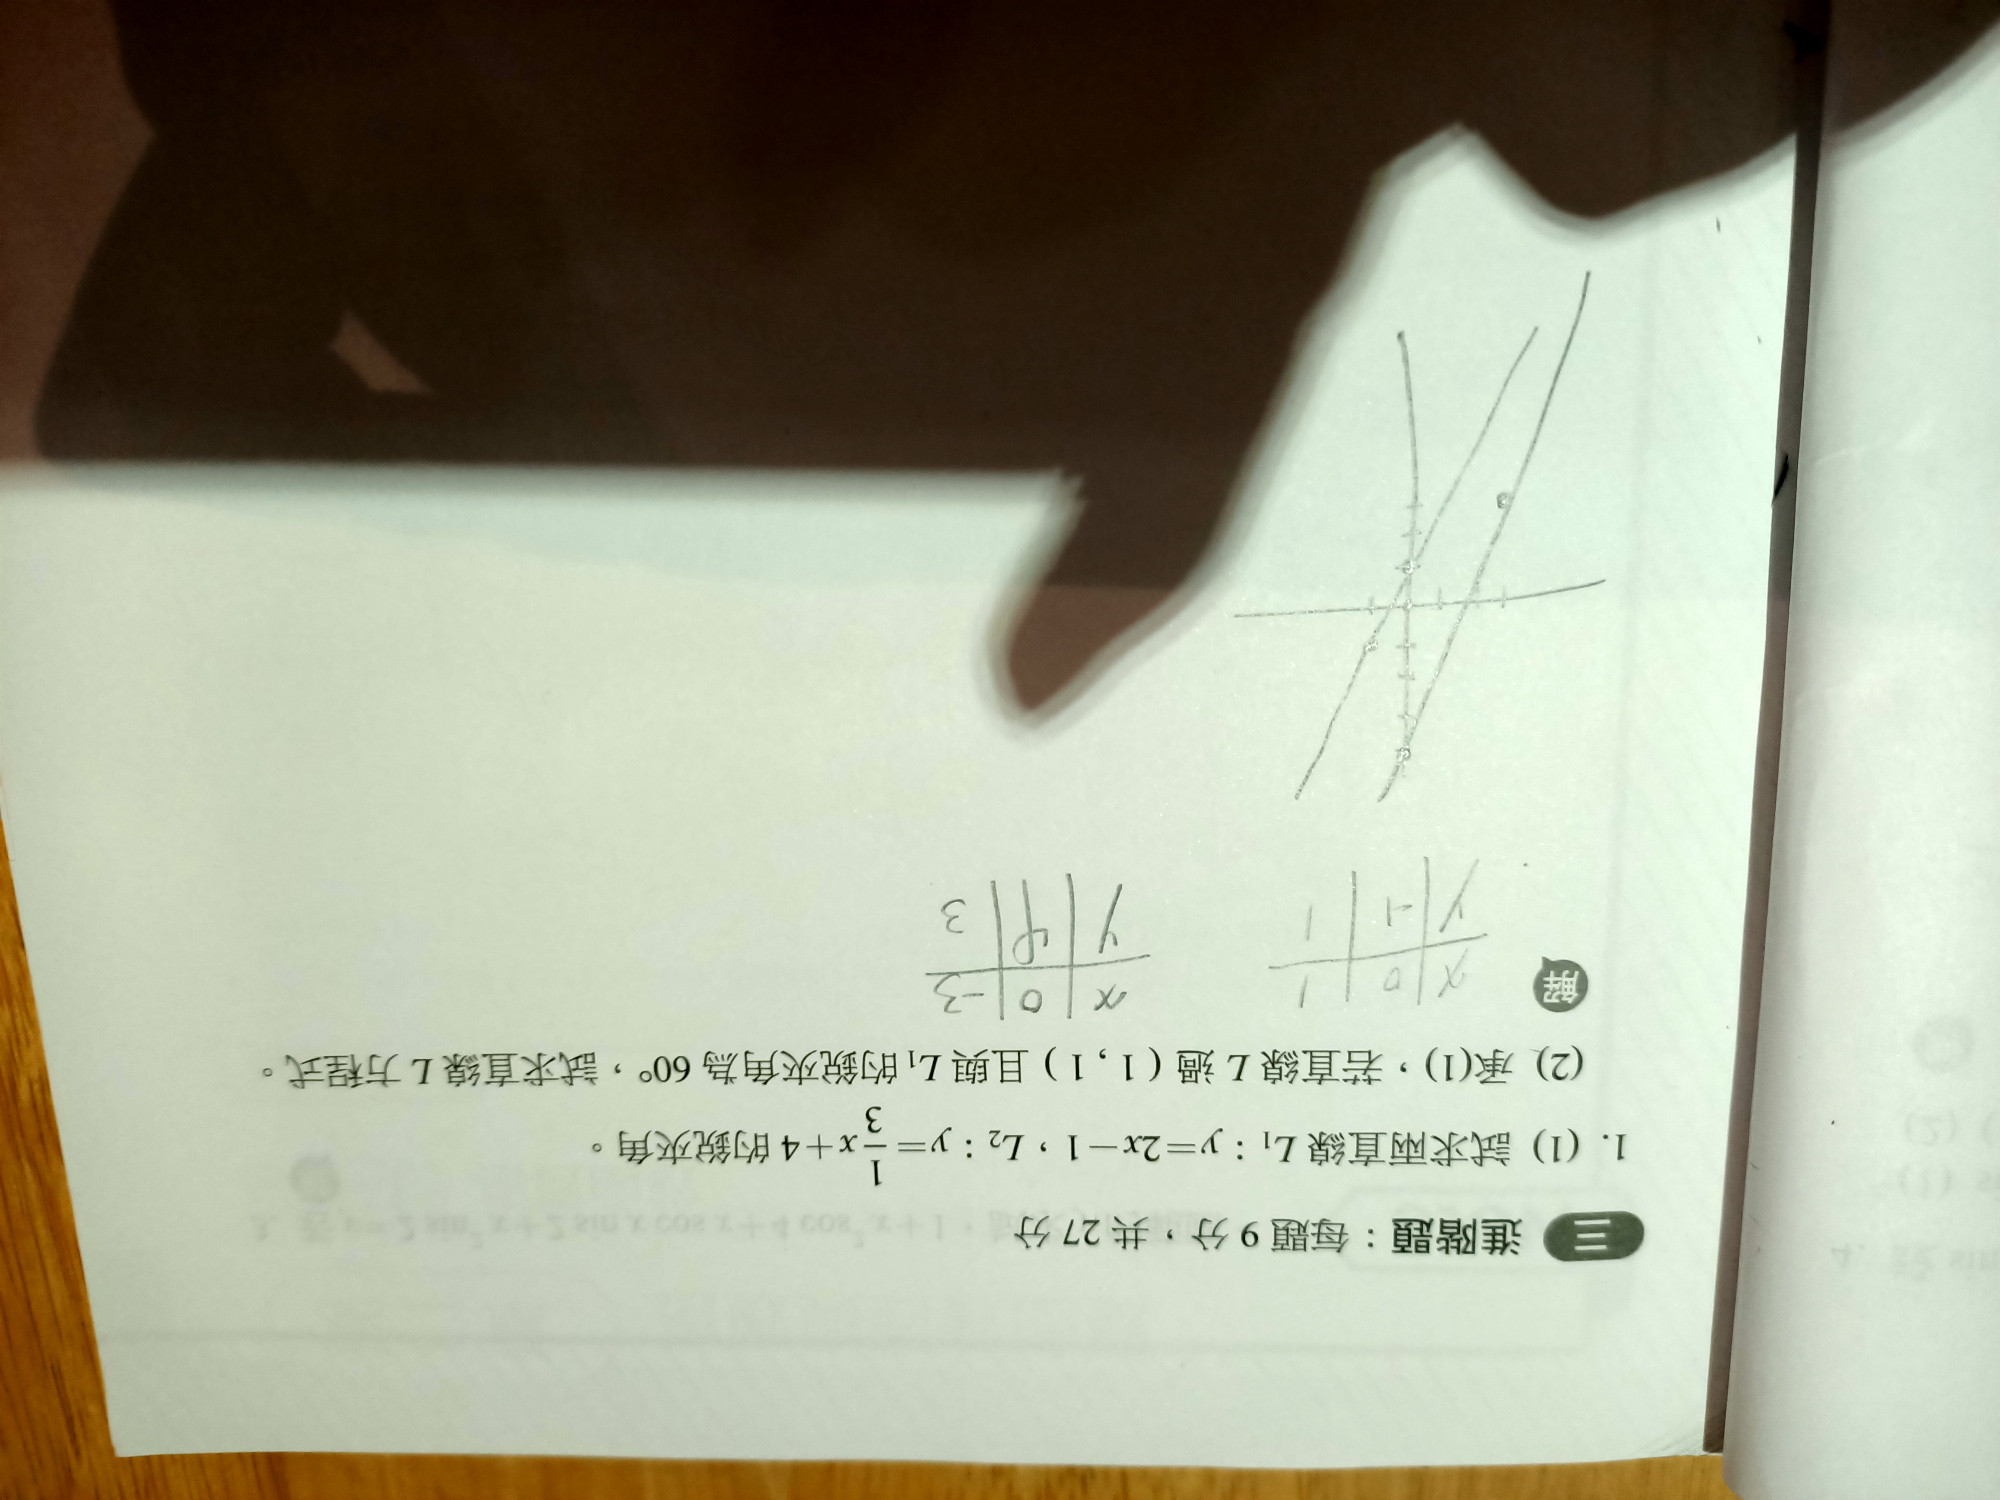 三 進階題：每題 9 分，共 27 分
1. (1) 試求兩直線 L₁：y=2x−1，L₂：y=1/3 x+4 的銳夾角。
(2) 承(1)，若直線 L 過（1，1）且與 L₁ 的銳夾角為 60°，試求直線 L 方程式。
解
x | 0 | 1
y | -1 | 1
x | 0 | -3
y | 4 | 3